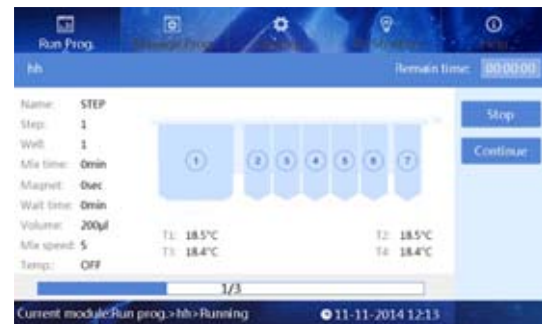 Run Prog.
hh
Remain time: 00:00:00
Name: STEP
Step: 1
Well: 1
Mix time: 0min
Magnet: 0sec
Wait time: 0min
Volume: 200μl
Mix speed: 5
Temp.: OFF
1 2 3 4 5 6 7
T1: 18.5°C T2: 18.5°C
T3: 18.4°C T4: 18.4°C
Stop
Continue
1/3
Current module:Run prog.>hh>Running 11-11-2014 12:13